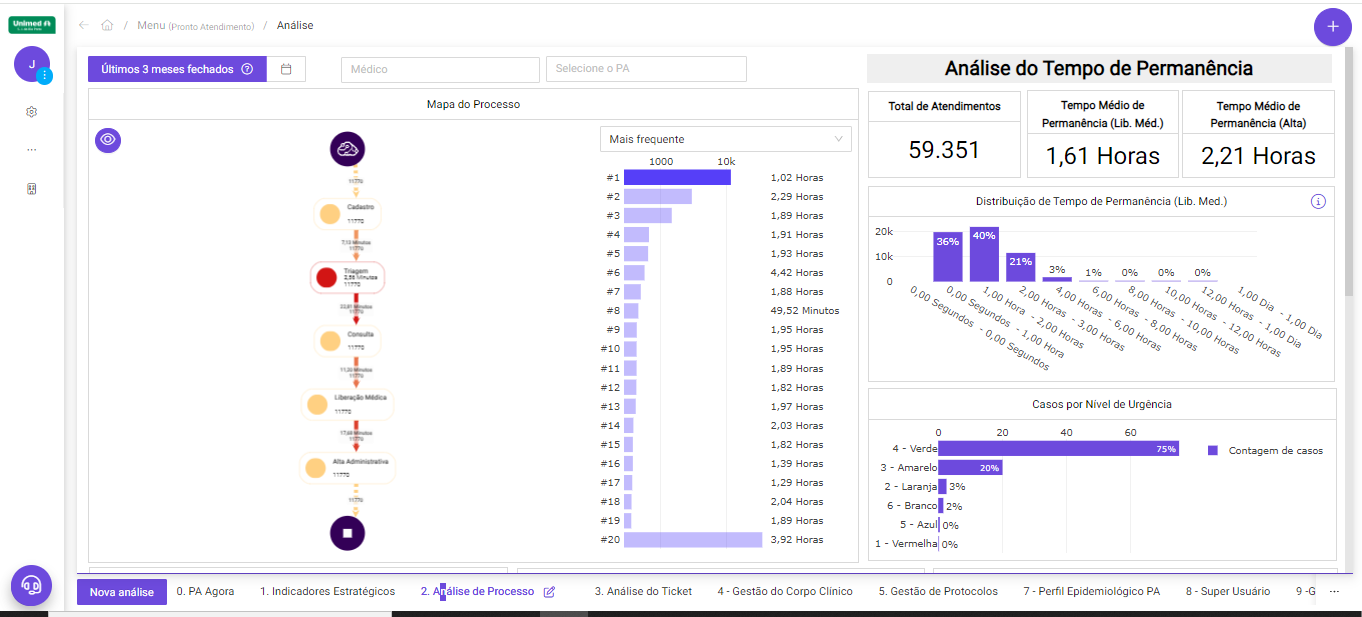 Unimed
Menu (Pronto Atendimento) / Análise
J
Últimos 3 meses fechados
Médico
Selecione o PA
Mapa do Processo
Mais frequente
1000 10k
#1 1,02 Horas
#2 2,29 Horas
#3 1,89 Horas
#4 1,91 Horas
#5 1,93 Horas
#6 4,42 Horas
#7 1,88 Horas
#8 49,52 Minutos
#9 1,95 Horas
#10 1,95 Horas
#11 1,89 Horas
#12 1,82 Horas
#13 1,97 Horas
#14 2,03 Horas
#15 1,82 Horas
#16 1,39 Horas
#17 1,29 Horas
#18 2,04 Horas
#19 1,89 Horas
#20 3,92 Horas
11770
Cadastro
11770
7,13 Minutos
11770
Triagem
11770
Minutos
11770
Consulta
11770
Minutos
11770
Liberação Médica
11770
Minutos
11770
Alta Administrativa
11770
11770
Análise do Tempo de Permanência
Total de Atendimentos
59.351
Tempo Médio de
Permanência (Lib. Méd.)
1,61 Horas
Tempo Médio de
Permanência (Alta)
2,21 Horas
Distribuição de Tempo de Permanência (Lib. Med.)
20k
10k
0
36% 40% 21% 3% 1% 0% 0% 0%
0,00 Segundos - 0,00 Segundos
0,00 Segundos - 1,00 Hora
1,00 Hora - 2,00 Horas
2,00 Horas - 3,00 Horas
4,00 Horas - 6,00 Horas
6,00 Horas - 8,00 Horas
8,00 Horas - 10,00 Horas
10,00 Horas - 12,00 Horas
12,00 Horas - 1,00 Dia
1,00 Dia - 1,00 Dia
Casos por Nível de Urgência
0 20 40 60
4 - Verde 75%
3 - Amarelo 20%
2 - Laranja 3%
6 - Branco 2%
5 - Azul 0%
1 - Vermelha 0%
Contagem de casos
Nova análise
0. PA Agora
1. Indicadores Estratégicos
2. Análise de Processo
3. Análise do Ticket
4 - Gestão do Corpo Clínico
5. Gestão de Protocolos
7 - Perfil Epidemiológico PA
8 - Super Usuário
9 -G